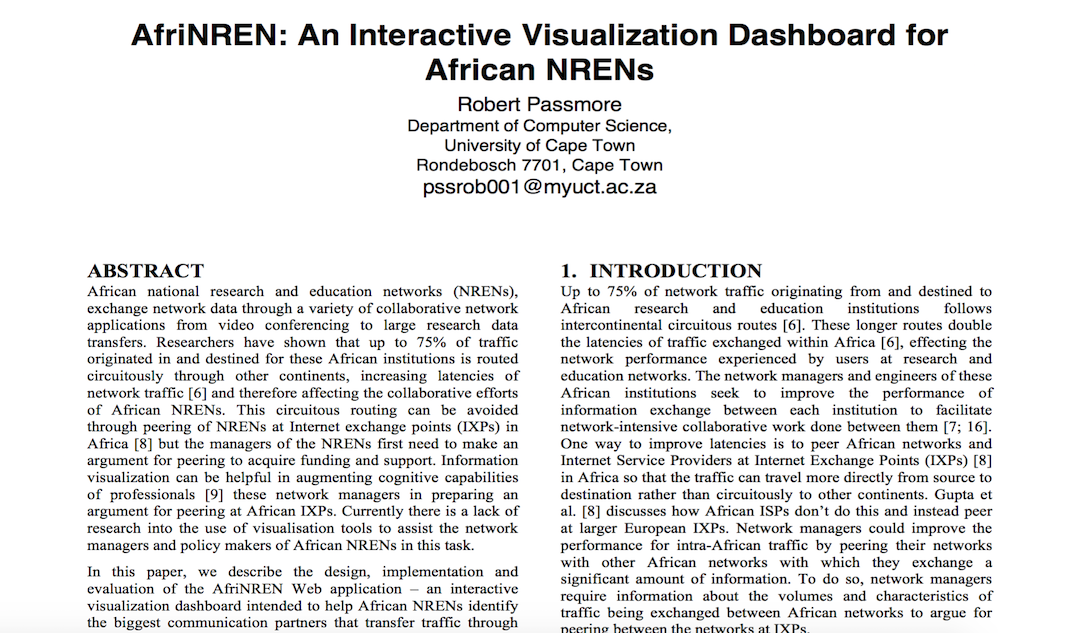 AfriNREN: An Interactive Visualization Dashboard for
African NRENs
Robert Passmore
Department of Computer Science,
University of Cape Town
Rondebosch 7701, Cape Town
pssrob001@myuct.ac.za
ABSTRACT
African national research and education networks (NRENs),
exchange network data through a variety of collaborative network
applications from video conferencing to large research data
transfers. Researchers have shown that up to 75% of traffic
originated in and destined for these African institutions is routed
circuitously through other continents, increasing latencies of
network traffic [6] and therefore affecting the collaborative efforts
of African NRENs. This circuitous routing can be avoided
through peering of NRENs at Internet exchange points (IXPs) in
Africa [8] but the managers of the NRENs first need to make an
argument for peering to acquire funding and support. Information
visualization can be helpful in augmenting cognitive capabilities
of professionals [9] these network managers in preparing an
argument for peering at African IXPs. Currently there is a lack of
research into the use of visualisation tools to assist the network
managers and policy makers of African NRENs in this task.
In this paper, we describe the design, implementation and
evaluation of the AfriNREN Web application – an interactive
visualization dashboard intended to help African NRENs identify
the biggest communication partners that transfer traffic through
1. INTRODUCTION
Up to 75% of network traffic originating from and destined to
African research and education institutions follows
intercontinental circuitous routes [6]. These longer routes double
the latencies of traffic exchanged within Africa [6], effecting the
network performance experienced by users at research and
education networks. The network managers and engineers of these
African institutions seek to improve the performance of
information exchange between each institution to facilitate
network-intensive collaborative work done between them [7; 16].
One way to improve latencies is to peer African networks and
Internet Service Providers at Internet Exchange Points (IXPs) [8]
in Africa so that the traffic can travel more directly from source to
destination rather than circuitously to other continents. Gupta et
al. [8] discusses how African ISPs don't do this and instead peer
at larger European IXPs. Network managers could improve the
performance for intra-African traffic by peering their networks
with other African networks with which they exchange a
significant amount of information. To do so, network managers
require information about the volumes and characteristics of
traffic being exchanged between African networks to argue for
peering between the networks at IXPs.